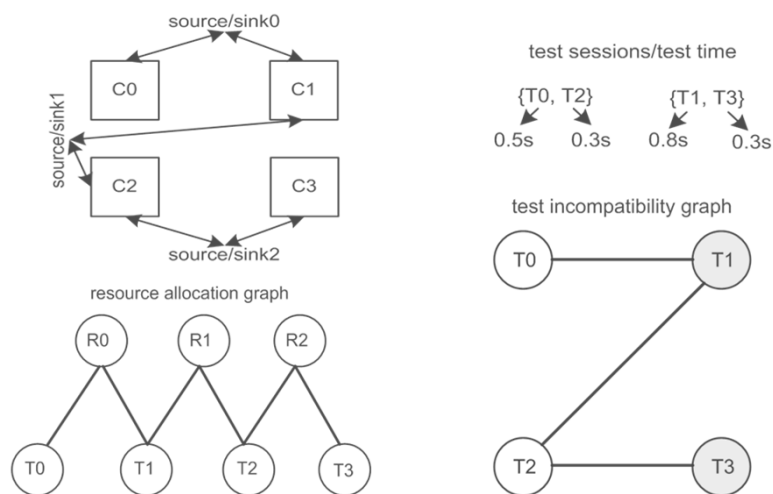 source/sink0
C0
C1
source/sink1
C2
C3
source/sink2
resource allocation graph
R0
R1
R2
T0
T1
T2
T3
test sessions/test time
{T0, T2}
{T1, T3}
0.5s
0.3s
0.8s
0.3s
test incompatibility graph
T0
T1
T2
T3